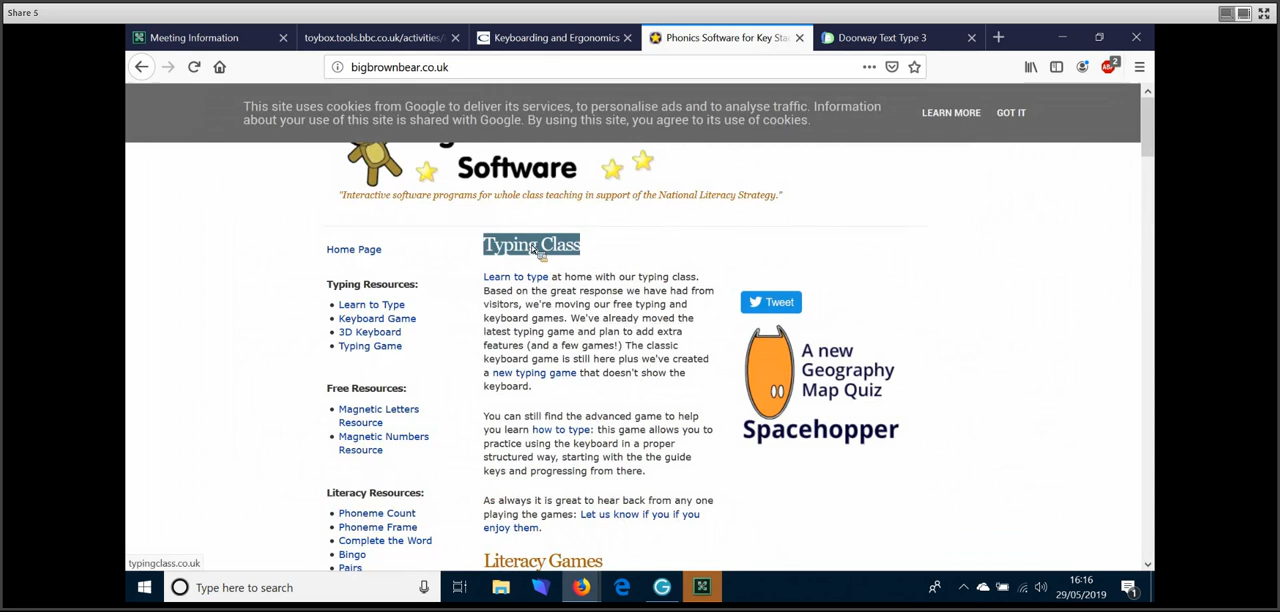 Share 5
Meeting Information
toybox.tools.bbc.co.uk/activities/
Keyboarding and Ergonomics
Phonics Software for Key Sta
Doorway Text Type 3
bigbrownbear.co.uk
2
This site uses cookies from Google to deliver its services, to personalise ads and to analyse traffic. Information
about your use of this site is shared with Google. By using this site, you agree to its use of cookies.
LEARN MORE
GOT IT
Software
"Interactive software programs for whole class teaching in support of the National Literacy Strategy."
Home Page
Typing Resources:
Learn to Type
Keyboard Game
3D Keyboard
Typing Game
Free Resources:
Magnetic Letters
Resource
Magnetic Numbers
Resource
Literacy Resources:
Phoneme Count
Phoneme Frame
Complete the Word
Bingo
Pairs
Typing Class
Learn to type at home with our typing class.
Based on the great response we have had from
visitors, we're moving our free typing and
keyboard games. We've already moved the
latest typing game and plan to add extra
features (and a few games!) The classic
keyboard game is still here plus we've created
a new typing game that doesn't show the
keyboard.
You can still find the advanced game to help
you learn how to type: this game allows you to
practice using the keyboard in a proper
structured way, starting with the the guide
keys and progressing from there.
As always it is great to hear back from any one
playing the games: Let us know if you if you
enjoy them.
Literacy Games
Tweet
A new
Geography
Map Quiz
Spacehopper
typingclass.co.uk
Type here to search
16:16
29/05/2019
1